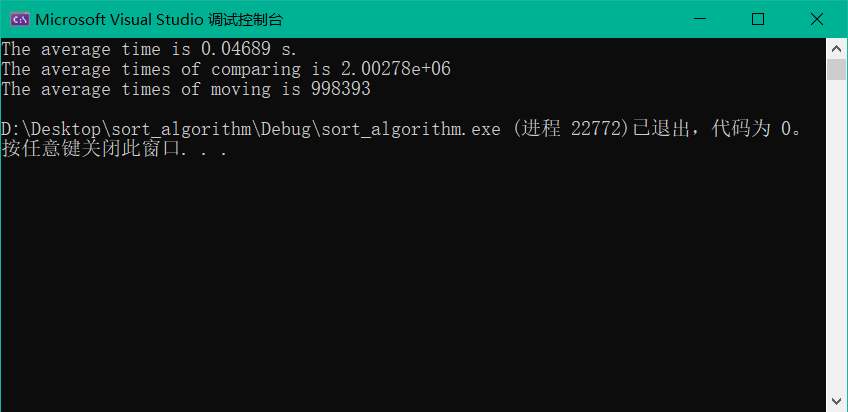 Microsoft Visual Studio 调试控制台
The average time is 0.04689 s.
The average times of comparing is 2.00278e+06
The average times of moving is 998393
D:\Desktop\sort_algorithm\Debug\sort_algorithm.exe (进程 22772)已退出，代码为 0。
按任意键关闭此窗口. . .